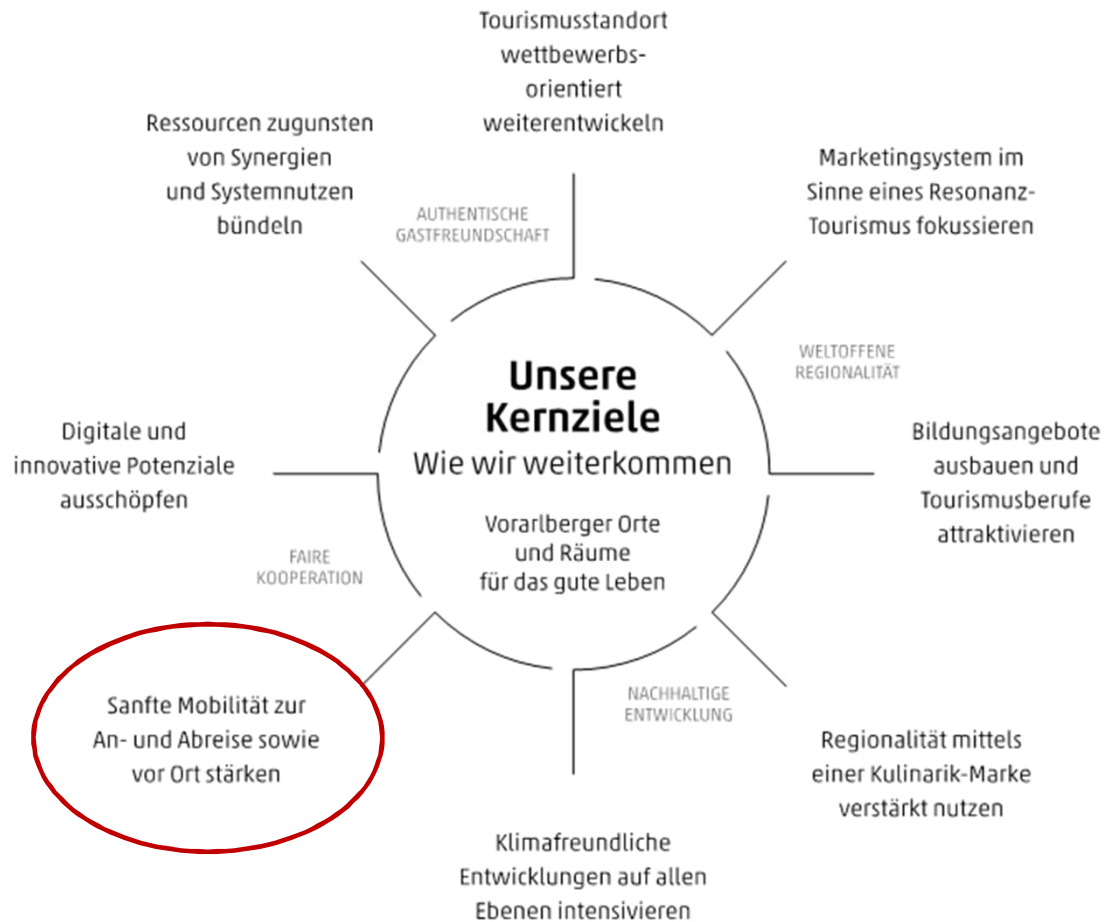 Tourismusstandort
wettbewerbs-
orientiert
weiterentwickeln
Ressourcen zugunsten
von Synergien
und Systemnutzen
bündeln
Marketingsystem im
Sinne eines Resonanz-
Tourismus fokussieren
AUTHENTISCHE
GASTFREUNDSCHAFT
WELTOFFENE
REGIONALITÄT
Unsere
Kernziele
Wie wir weiterkommen
Vorarlberger Orte
und Räume
für das gute Leben
Digitale und
innovative Potenziale
ausschöpfen
Bildungsangebote
ausbauen und
Tourismusberufe
attraktivieren
FAIRE
KOOPERATION
NACHHALTIGE
ENTWICKLUNG
Sanfte Mobilität zur
An- und Abreise sowie
vor Ort stärken
Regionalität mittels
einer Kulinarik-Marke
verstärkt nutzen
Klimafreundliche
Entwicklungen auf allen
Ebenen intensivieren